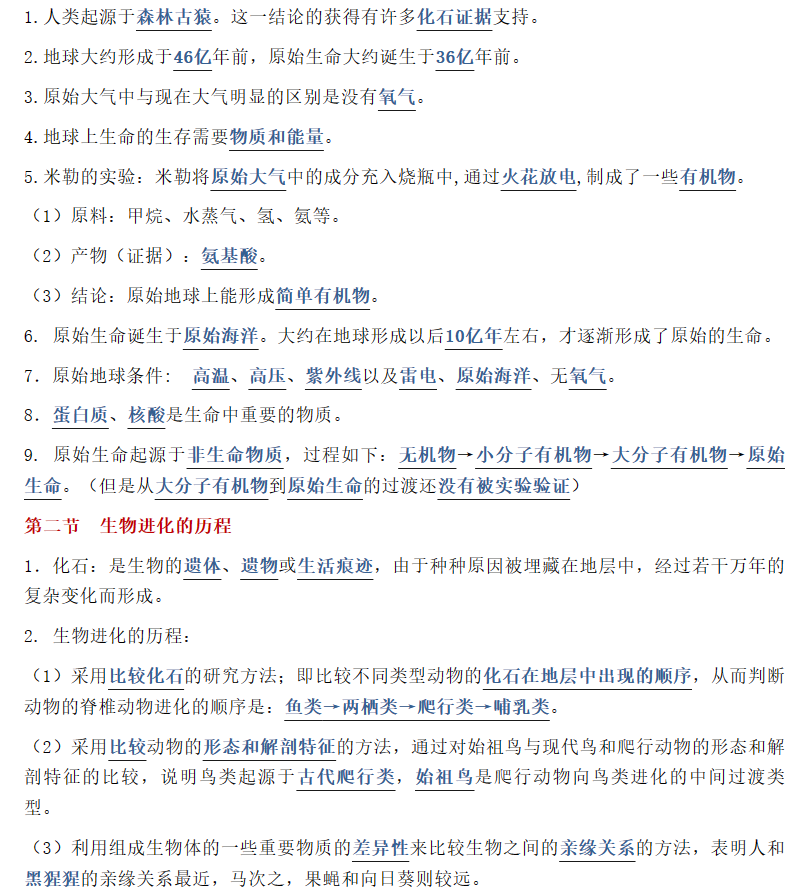 1.人类起源于森林古猿。这一结论的获得有许多化石证据支持。
2.地球大约形成于46亿年前，原始生命大约诞生于36亿年前。
3.原始大气中与现在大气明显的区别是没有氧气。
4.地球上生命的生存需要物质和能量。
5.米勒的实验：米勒将原始大气中的成分充入烧瓶中,通过火花放电,制成了一些有机物。
（1）原料：甲烷、水蒸气、氢、氨等。
（2）产物（证据）：氨基酸。
（3）结论：原始地球上能形成简单有机物。
6. 原始生命诞生于原始海洋。大约在地球形成以后10亿年左右，才逐渐形成了原始的生命。
7．原始地球条件： 高温、高压、紫外线以及雷电、原始海洋、无氧气。
8．蛋白质、核酸是生命中重要的物质。
9. 原始生命起源于非生命物质，过程如下：无机物→小分子有机物→大分子有机物→原始
生命。（但是从大分子有机物到原始生命的过渡还没有被实验验证）
第二节 生物进化的历程
1．化石：是生物的遗体、遗物或生活痕迹，由于种种原因被埋藏在地层中，经过若干万年的
复杂变化而形成。
2. 生物进化的历程：
（1）采用比较化石的研究方法；即比较不同类型动物的化石在地层中出现的顺序，从而判断
动物的脊椎动物进化的顺序是：鱼类→两栖类→爬行类→哺乳类。
（2）采用比较动物的形态和解剖特征的方法，通过对始祖鸟与现代鸟和爬行动物的形态和解
剖特征的比较，说明鸟类起源于古代爬行类，始祖鸟是爬行动物向鸟类进化的中间过渡类
型。
（3）利用组成生物体的一些重要物质的差异性来比较生物之间的亲缘关系的方法，表明人和
黑猩猩的亲缘关系最近，马次之，果蝇和向日葵则较远。